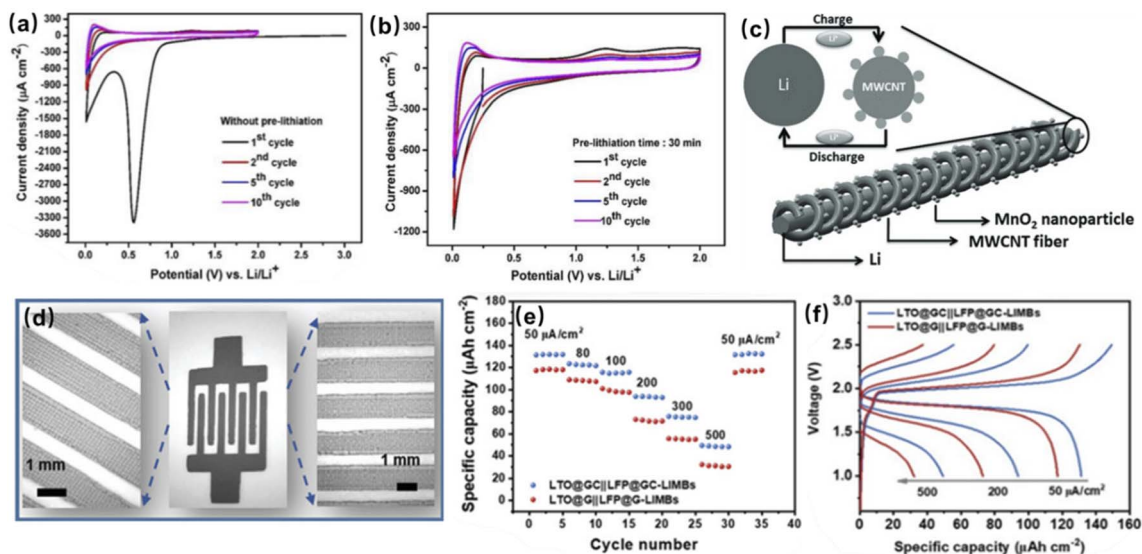 (a)
300
0
-300
-600
-900
-1200
-1500
-1800
-2100
-2400
-2700
-3000
-3300
-3600
Current density (μA cm⁻²)
Without pre-lithiation
1st cycle
2nd cycle
5th cycle
10th cycle
0.0 0.5 1.0 1.5 2.0 2.5 3.0
Potential (V) vs. Li/Li⁺
(b)
300
0
-300
-600
-900
-1200
Current density (μA cm⁻²)
Pre-lithiation time : 30 min
1st cycle
2nd cycle
5th cycle
10th cycle
0.0 0.5 1.0 1.5 2.0
Potential (V) vs. Li/Li⁺
(c)
Charge
Li⁺
Li
MWCNT
Li⁺
Discharge
MnO₂ nanoparticle
MWCNT fiber
Li
(d)
1 mm
1 mm
(e)
180
160
140
120
100
80
60
40
20
0
Specific capacity (μAh cm⁻²)
50 μA/cm²
80
100
200
300
500
50 μA/cm²
LTO@GC||LFP@GC-LIMBs
LTO@G||LFP@G-LIMBs
0 5 10 15 20 25 30 35 40
Cycle number
(f)
3.0
2.5
2.0
1.5
1.0
0.5
Voltage (V)
LTO@GC||LFP@GC-LIMBs
LTO@G||LFP@G-LIMBs
500 200 50 μA/cm²
0 20 40 60 80 100 120 140 160
Specific capacity (μAh cm⁻²)